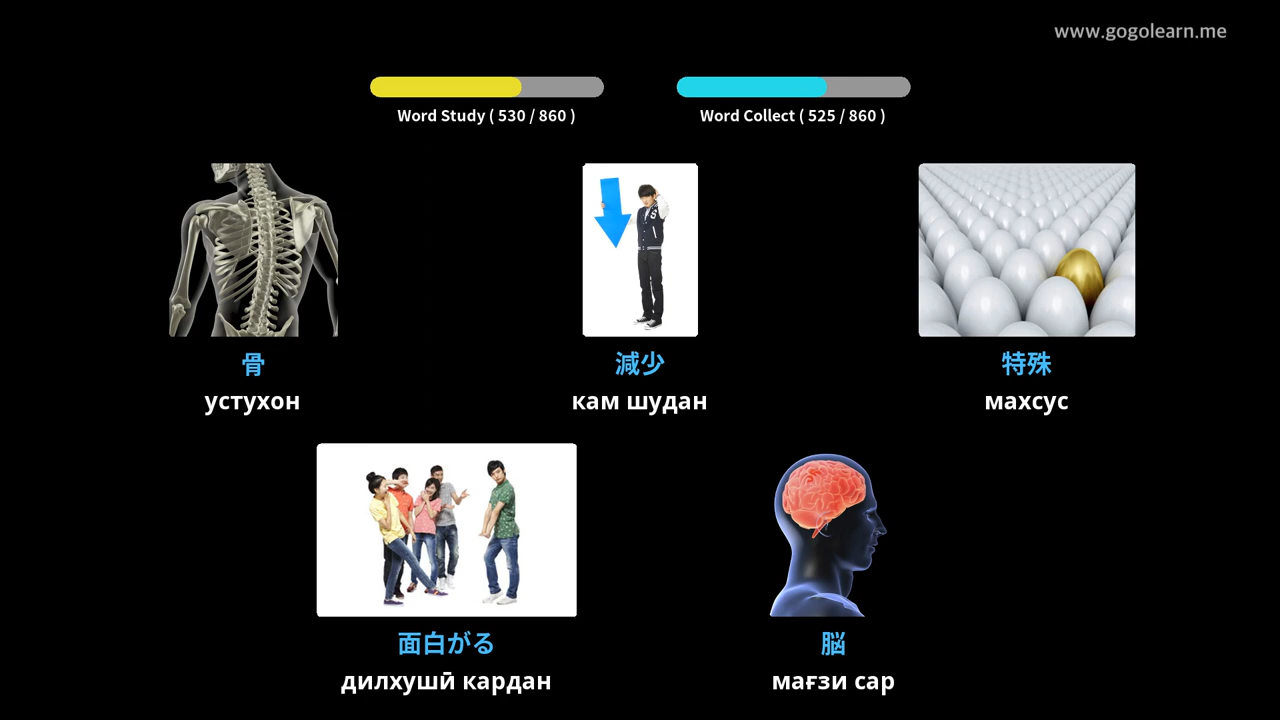 www.gogolearn.me
Word Study ( 530 / 860 )
Word Collect ( 525 / 860 )
骨
устухон
減少
кам шудан
特殊
махсус
面白がる
дилхушӣ кардан
脳
мағзи сар